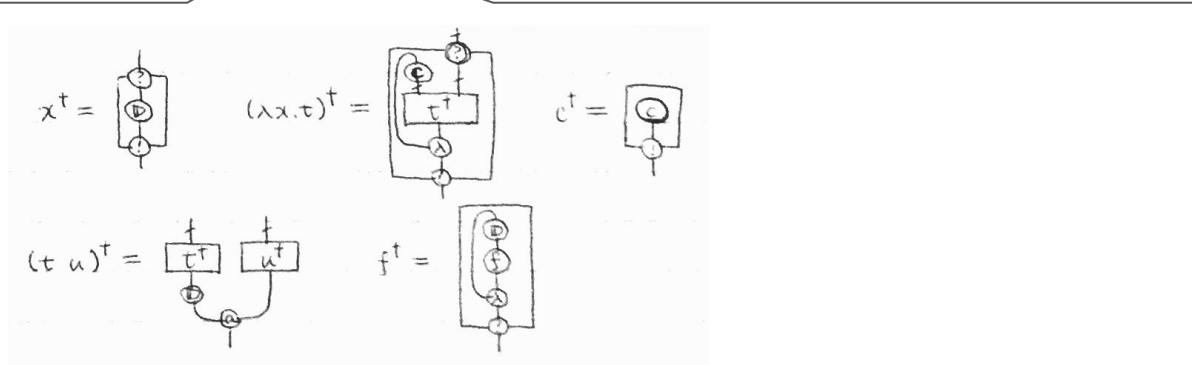 x† = ? D !
(λx.t)† = ? C t† λ !
c† = c !
(t u)† = t† u† D @
f† = D f λ !